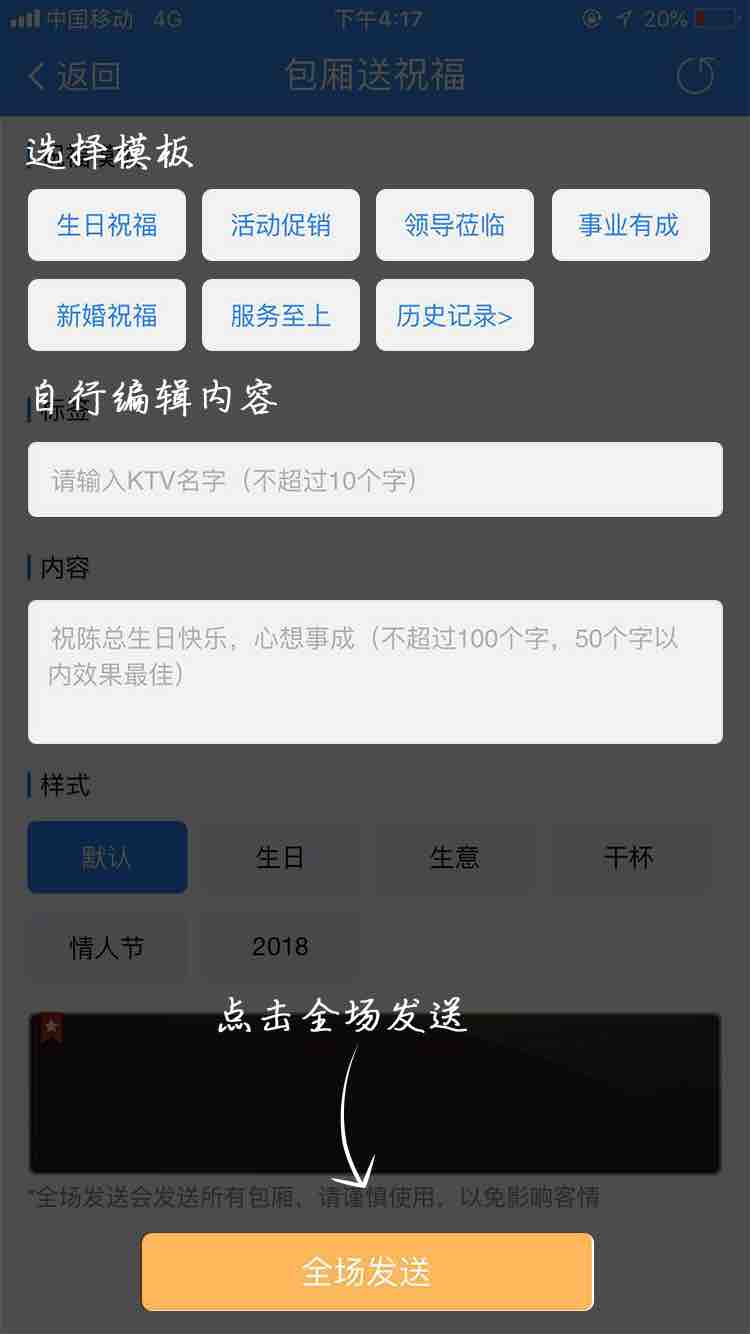 中国移动 4G 下午4:17 20%
返回 包厢送祝福
选择模板
生日祝福 活动促销 领导莅临 事业有成
新婚祝福 服务至上 历史记录>
自行编辑内容
标签
请输入KTV名字（不超过10个字）
内容
祝陈总生日快乐，心想事成（不超过100个字，50个字以
内效果最佳）
样式
默认 生日 生意 干杯
情人节 2018
点击全场发送
*全场发送会发送所有包厢，请谨慎使用，以免影响客情
全场发送